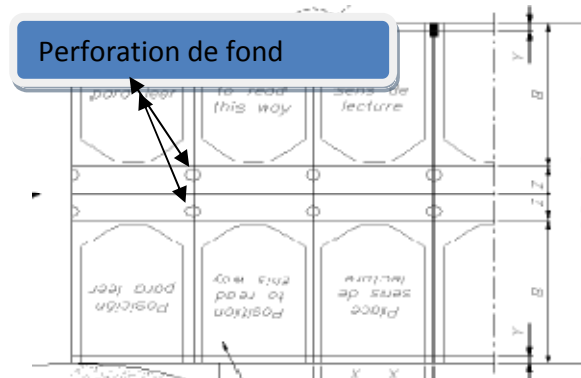 Perforation de fond
para leer
to read
this way
sens de
lecture
Y
B
Z
Z
Posición
para leer
Position
to read
this way
Place
sens de
lecture
B
Y
X X